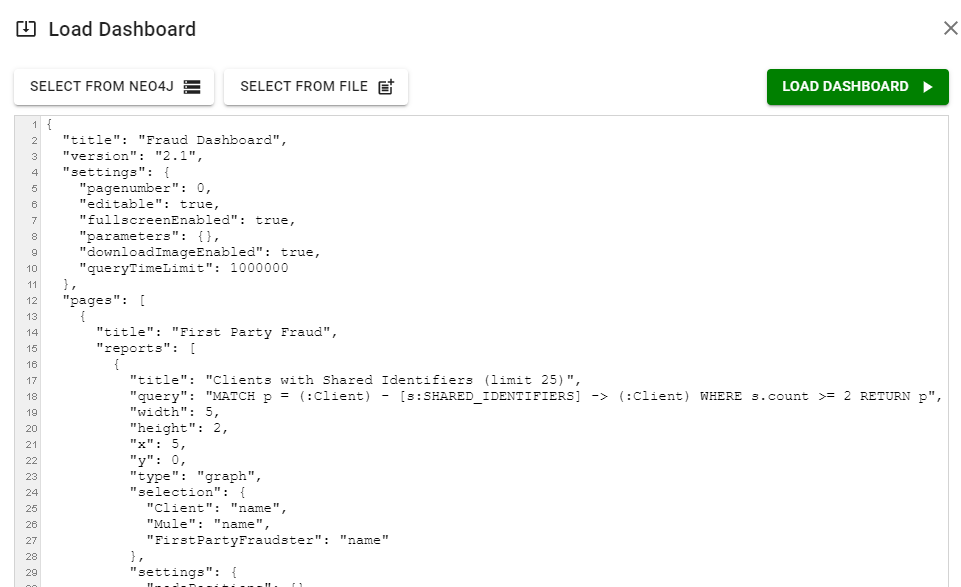 Load Dashboard
SELECT FROM NEO4J
SELECT FROM FILE
LOAD DASHBOARD
1 {
2 "title": "Fraud Dashboard",
3 "version": "2.1",
4 "settings": {
5 "pagenumber": 0,
6 "editable": true,
7 "fullscreenEnabled": true,
8 "parameters": {},
9 "downloadImageEnabled": true,
10 "queryTimeLimit": 1000000
11 },
12 "pages": [
13 {
14 "title": "First Party Fraud",
15 "reports": [
16 {
17 "title": "Clients with Shared Identifiers (limit 25)",
18 "query": "MATCH p = (:Client) - [s:SHARED_IDENTIFIERS] -> (:Client) WHERE s.count >= 2 RETURN p",
19 "width": 5,
20 "height": 2,
21 "x": 5,
22 "y": 0,
23 "type": "graph",
24 "selection": {
25 "Client": "name",
26 "Mule": "name",
27 "FirstPartyFraudster": "name"
28 },
29 "settings": {